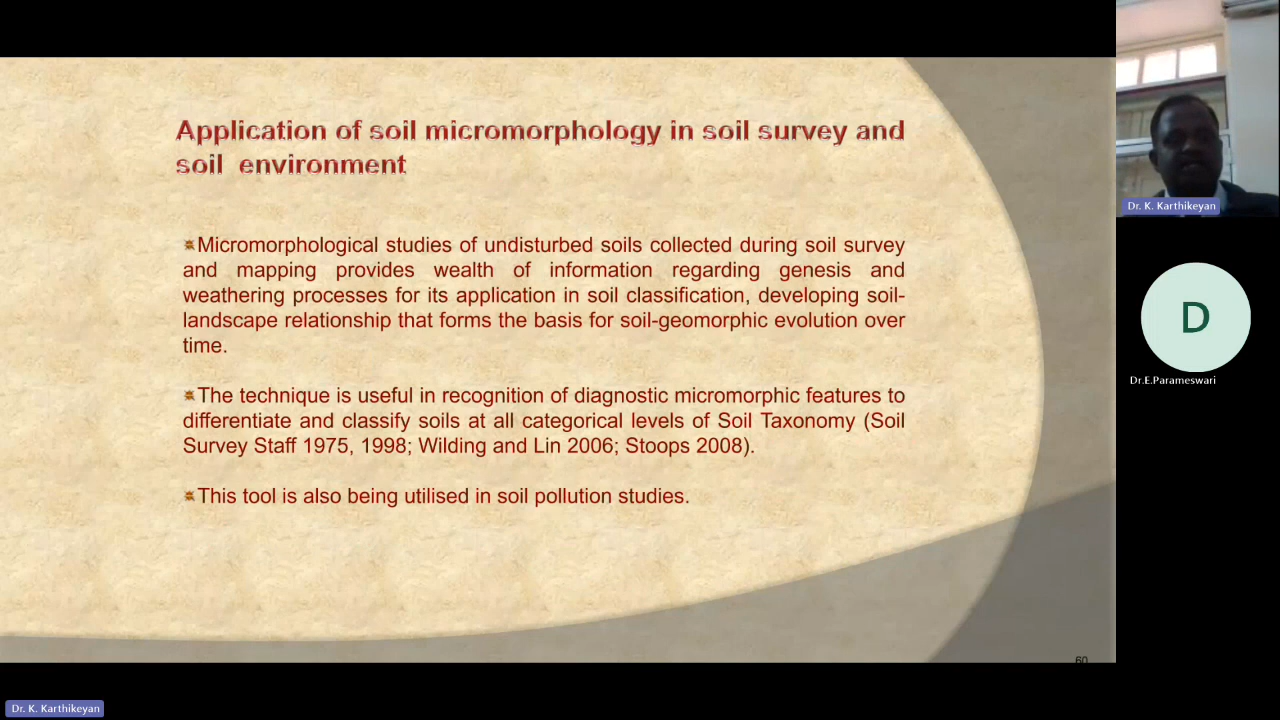 Application of soil micromorphology in soil survey and
soil environment
Micromorphological studies of undisturbed soils collected during soil survey
and mapping provides wealth of information regarding genesis and
weathering processes for its application in soil classification, developing soil-
landscape relationship that forms the basis for soil-geomorphic evolution over
time.
The technique is useful in recognition of diagnostic micromorphic features to
differentiate and classify soils at all categorical levels of Soil Taxonomy (Soil
Survey Staff 1975, 1998; Wilding and Lin 2006; Stoops 2008).
This tool is also being utilised in soil pollution studies.
60
Dr. K. Karthikeyan
D
Dr.E.Parameswari
Dr. K. Karthikeyan